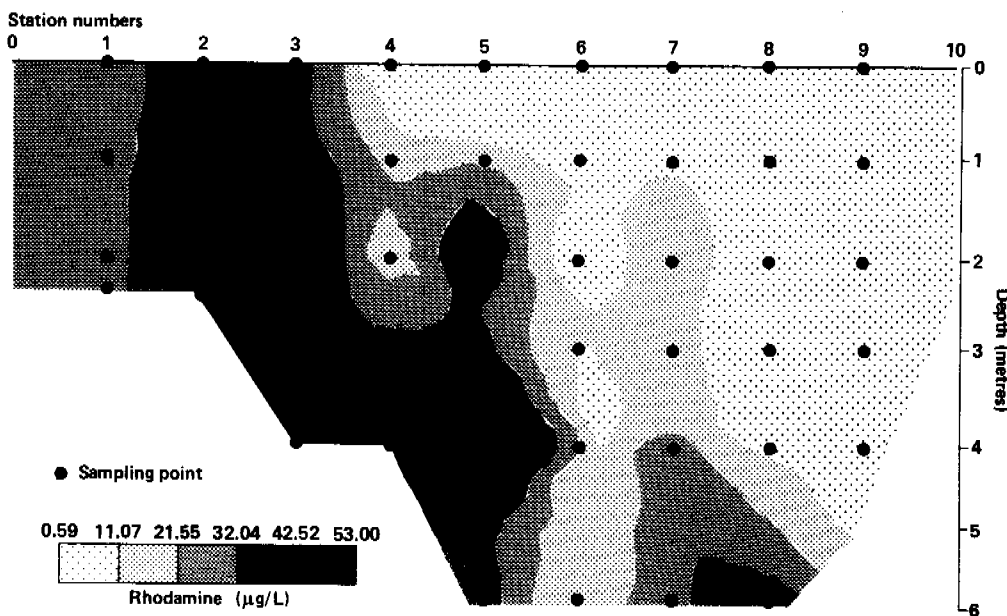 Station numbers
0 1 2 3 4 5 6 7 8 9 10
0
1
2
3
4
5
6
Depth (metres)
Sampling point
0.59 11.07 21.55 32.04 42.52 53.00
Rhodamine (µg/L)